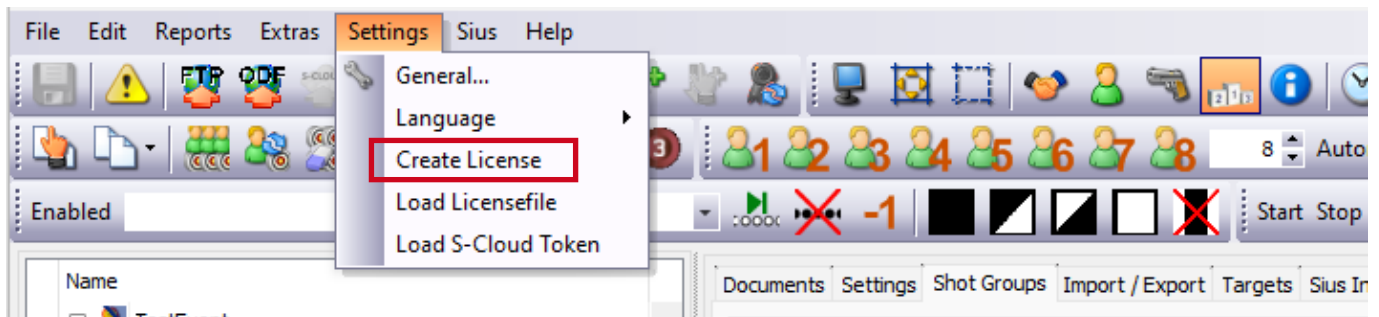 File Edit Reports Extras Settings Sius Help
General...
FTP ODF
Language
Create License
1 2 3 4 5 6 7 8 8 Auto
Load Licensefile
Enabled -1 Start Stop
Load S-Cloud Token
Name Documents Settings Shot Groups Import / Export Targets Sius In